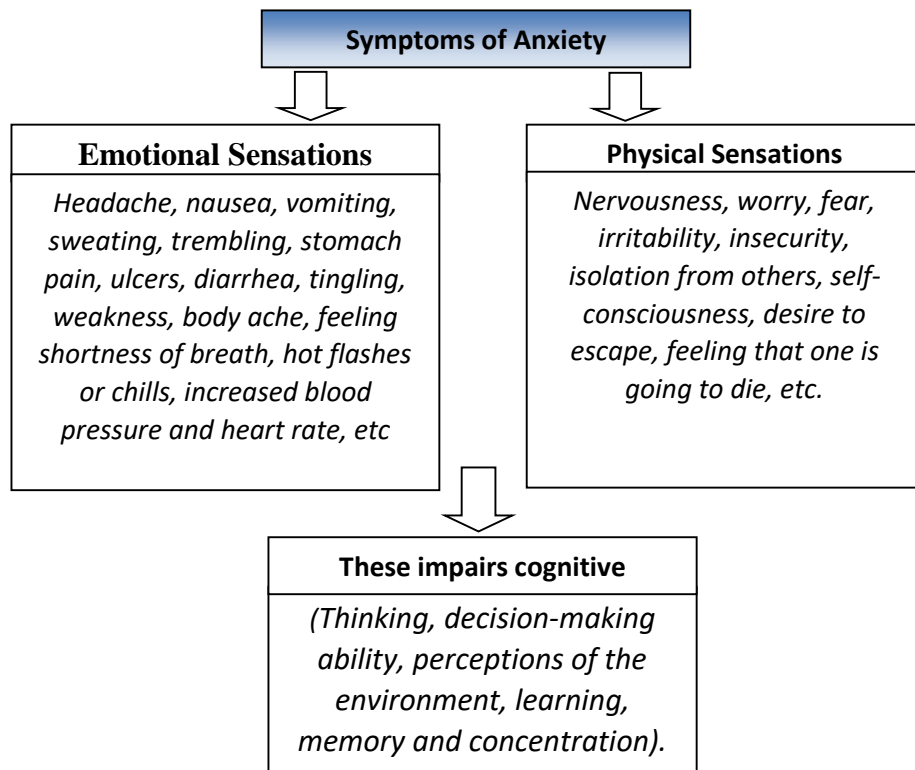 Symptoms of Anxiety
Emotional Sensations
Headache, nausea, vomiting,
sweating, trembling, stomach
pain, ulcers, diarrhea, tingling,
weakness, body ache, feeling
shortness of breath, hot flashes
or chills, increased blood
pressure and heart rate, etc
Physical Sensations
Nervousness, worry, fear,
irritability, insecurity,
isolation from others, self-
consciousness, desire to
escape, feeling that one is
going to die, etc.
These impairs cognitive
(Thinking, decision-making
ability, perceptions of the
environment, learning,
memory and concentration).